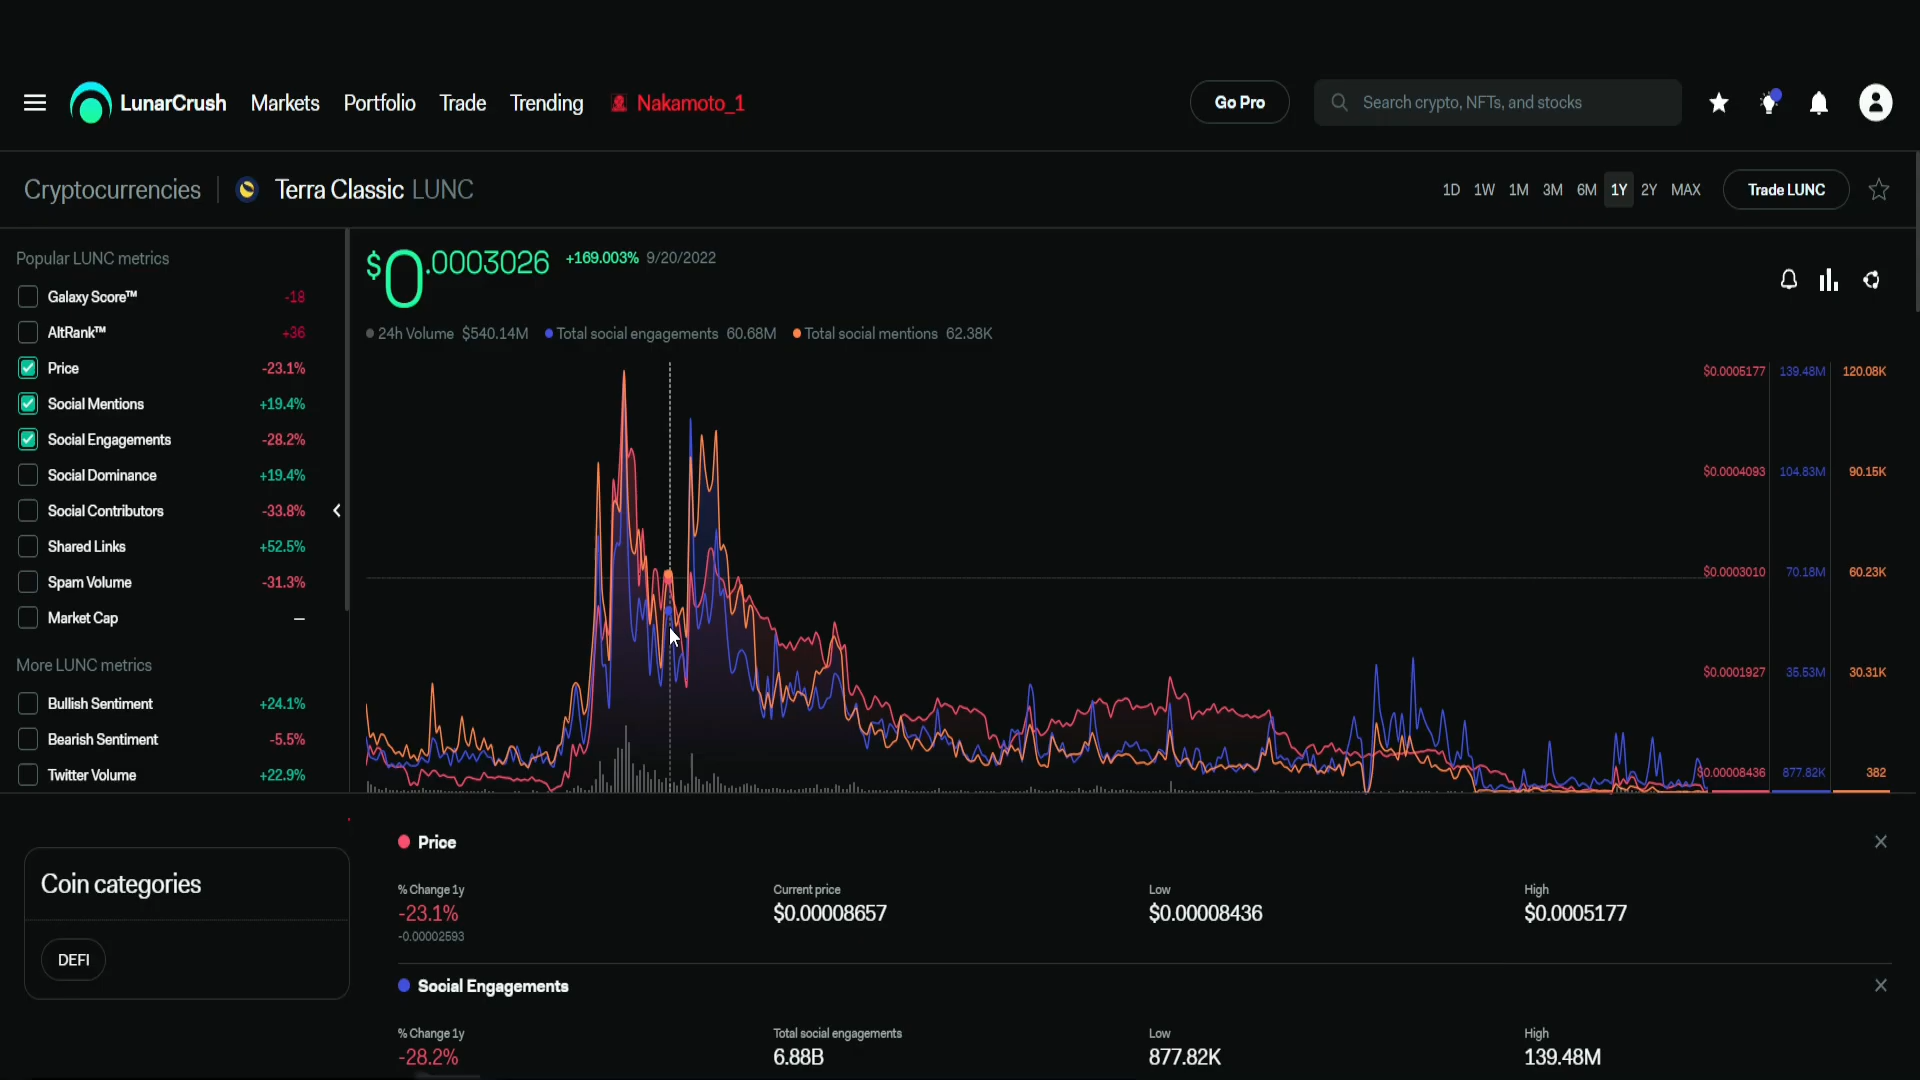 LunarCrush Markets Portfolio Trade Trending Nakamoto_1 Go Pro Search crypto, NFTs, and stocks
Cryptocurrencies Terra Classic LUNC 1D 1W 1M 3M 6M 1Y 2Y MAX Trade LUNC
Popular LUNC metrics
Galaxy Score™ -18
AltRank™ +36
Price -23.1%
Social Mentions +19.4%
Social Engagements -28.2%
Social Dominance +19.4%
Social Contributors -33.8%
Shared Links +52.5%
Spam Volume -31.3%
Market Cap —
More LUNC metrics
Bullish Sentiment +24.1%
Bearish Sentiment -5.5%
Twitter Volume +22.9%
$0.0003026 +169.003% 9/20/2022
24h Volume $540.14M Total social engagements 60.68M Total social mentions 62.38K
$0.0005177 139.48M 120.08K
$0.0004093 104.83M 90.15K
$0.0003010 70.18M 60.23K
$0.0001927 35.53M 30.31K
$0.00008436 877.82K 382
Coin categories
DEFI
Price
% Change 1y Current price Low High
-23.1% $0.00008657 $0.00008436 $0.0005177
-0.00002593
Social Engagements
% Change 1y Total social engagements Low High
-28.2% 6.88B 877.82K 139.48M